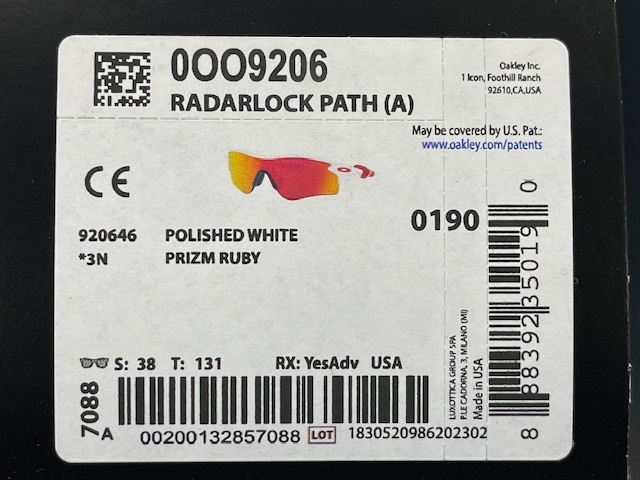 0OO9206
RADARLOCK PATH (A)
Oakley Inc.
1 Icon, Foothill Ranch
92610,CA,USA
May be covered by U.S. Pat.:
www.oakley.com/patents
CE
0190
920646 POLISHED WHITE
*3N PRIZM RUBY
S: 38 T: 131 RX: YesAdv USA
7088
A
00200132857088 LOT 1830520986202302
LUXOTTICA GROUP SPA
P.LE CADORNA, 3, MILANO (MI)
Made in USA
8 88392 35019 0